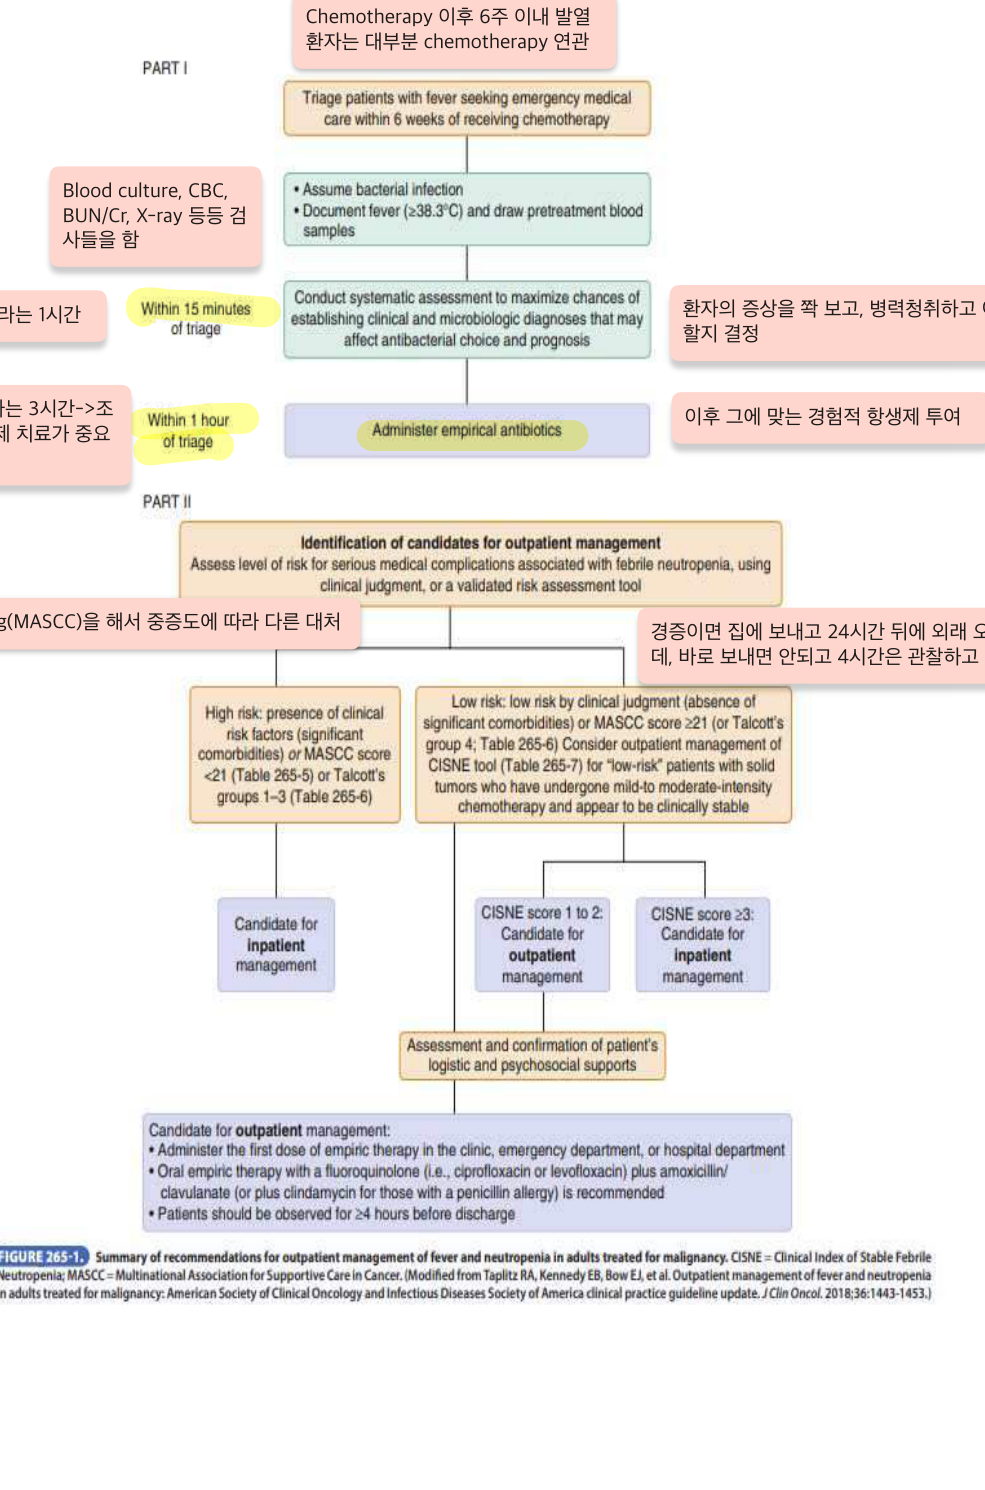 Chemotherapy 이후 6주 이내 발열
환자는 대부분 chemotherapy 연관
PART I
Triage patients with fever seeking emergency medical
care within 6 weeks of receiving chemotherapy
Blood culture, CBC,
BUN/Cr, X-ray 등등 검
사들을 함
• Assume bacterial infection
• Document fever (≥38.3°C) and draw pretreatment blood
samples
라는 1시간
Within 15 minutes
of triage
Conduct systematic assessment to maximize chances of
establishing clinical and microbiologic diagnoses that may
affect antibacterial choice and prognosis
환자의 증상을 쫙 보고, 병력청취하고
할지 결정
는 3시간->조
제 치료가 중요
Within 1 hour
of triage
Administer empirical antibiotics
이후 그에 맞는 경험적 항생제 투여
PART II
Identification of candidates for outpatient management
Assess level of risk for serious medical complications associated with febrile neutropenia, using
clinical judgment, or a validated risk assessment tool
g(MASCC)을 해서 중증도에 따라 다른 대처
경증이면 집에 보내고 24시간 뒤에 외래 오
데, 바로 보내면 안되고 4시간은 관찰하고
High risk: presence of clinical
risk factors (significant
comorbidities) or MASCC score
<21 (Table 265-5) or Talcott's
groups 1–3 (Table 265-6)
Low risk: low risk by clinical judgment (absence of
significant comorbidities) or MASCC score ≥21 (or Talcott's
group 4; Table 265-6) Consider outpatient management of
CISNE tool (Table 265-7) for "low-risk" patients with solid
tumors who have undergone mild-to moderate-intensity
chemotherapy and appear to be clinically stable
Candidate for
inpatient
management
CISNE score 1 to 2:
Candidate for
outpatient
management
CISNE score ≥3:
Candidate for
inpatient
management
Assessment and confirmation of patient's
logistic and psychosocial supports
Candidate for outpatient management:
• Administer the first dose of empiric therapy in the clinic, emergency department, or hospital department
• Oral empiric therapy with a fluoroquinolone (i.e., ciprofloxacin or levofloxacin) plus amoxicillin/
clavulanate (or plus clindamycin for those with a penicillin allergy) is recommended
• Patients should be observed for ≥4 hours before discharge
FIGURE 265-1. Summary of recommendations for outpatient management of fever and neutropenia in adults treated for malignancy. CISNE = Clinical Index of Stable Febrile
Neutropenia; MASCC = Multinational Association for Supportive Care in Cancer. (Modified from Taplitz RA, Kennedy EB, Bow EJ, et al. Outpatient management of fever and neutropenia
in adults treated for malignancy: American Society of Clinical Oncology and Infectious Diseases Society of America clinical practice guideline update. J Clin Oncol. 2018;36:1443-1453.)